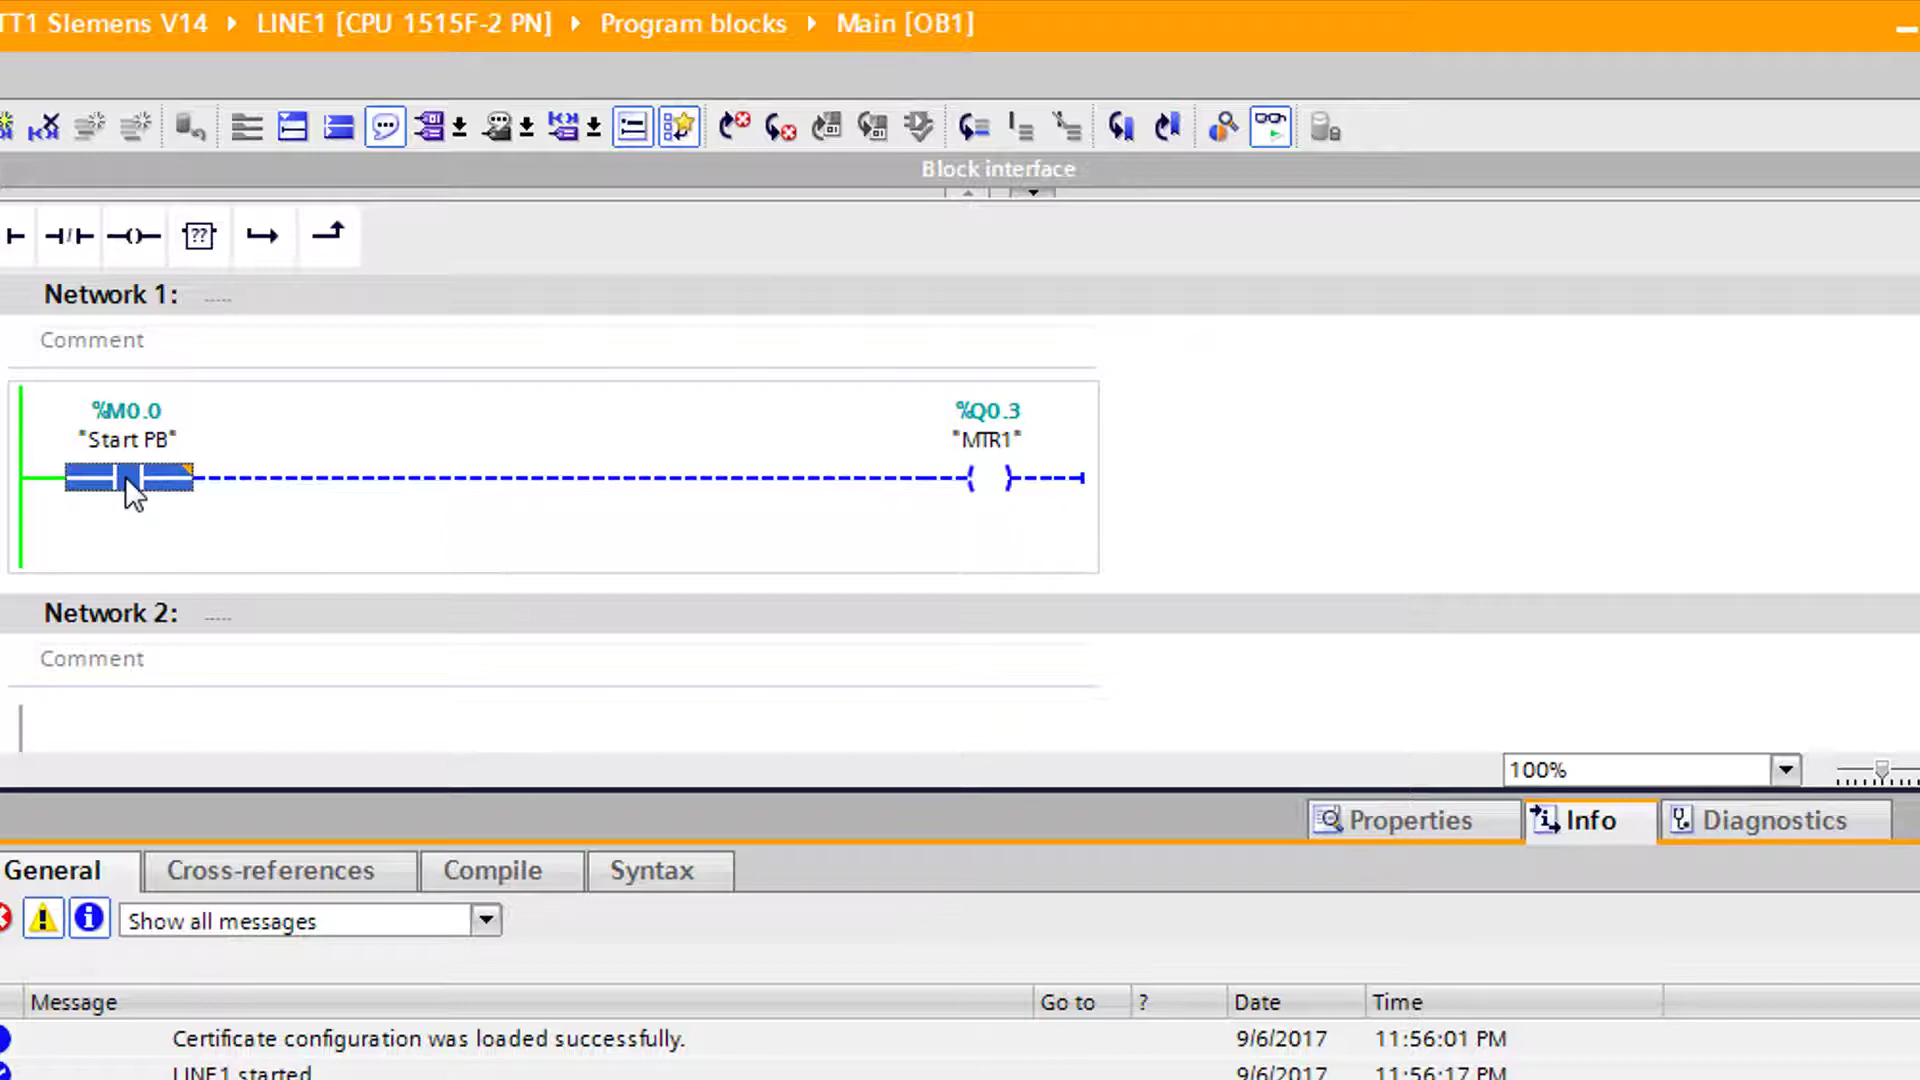 TT1 SIemens V14 ▸ LINE1 [CPU 1515F-2 PN] ▸ Program blocks ▸ Main [OB1]
Block interface
??
Network 1: .....
Comment
%M0.0 %Q0.3
"Start PB" "MTR1"
Network 2: .....
Comment
100%
Properties Info Diagnostics
General Cross-references Compile Syntax
Show all messages
Message Go to ? Date Time
Certificate configuration was loaded successfully. 9/6/2017 11:56:01 PM
LINE1 started 9/6/2017 11:56:17 PM